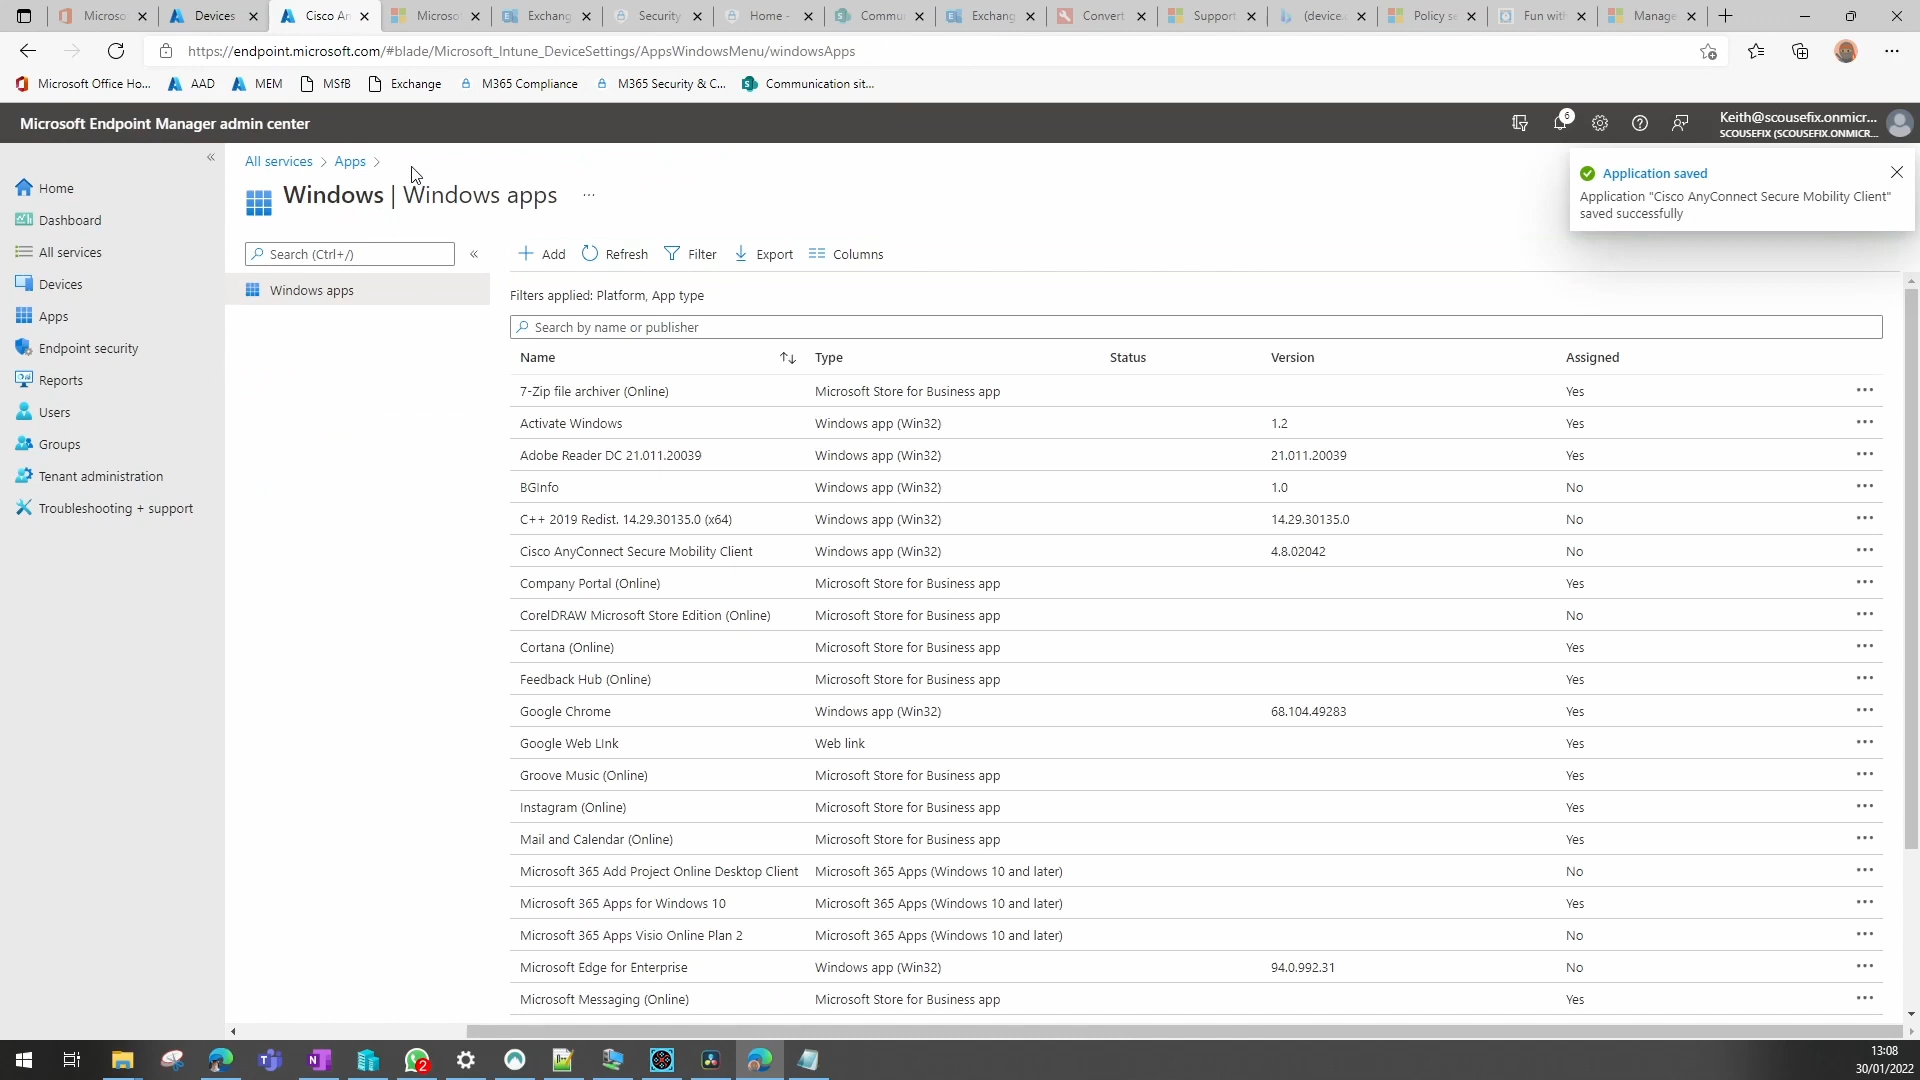 Microsoft
Devices
Cisco An
Microsof
Exchang
Security
Home -
Commu
Exchang
Convert
Support
(device.
Policy se
Fun with
Manage
https://endpoint.microsoft.com/#blade/Microsoft_Intune_DeviceSettings/AppsWindowsMenu/windowsApps
Microsoft Office Ho...
AAD
MEM
MSfB
Exchange
M365 Compliance
M365 Security & C...
Communication sit...
Microsoft Endpoint Manager admin center
6
Keith@scousefix.onmicr...
SCOUSEFIX (SCOUSEFIX.ONMICR...
Application saved
Application "Cisco AnyConnect Secure Mobility Client"
saved successfully
«
Home
Dashboard
All services
Devices
Apps
Endpoint security
Reports
Users
Groups
Tenant administration
Troubleshooting + support
All services > Apps >
Windows | Windows apps ...
Search (Ctrl+/) «
Windows apps
Add Refresh Filter Export Columns
Filters applied: Platform, App type
Search by name or publisher
Name Type Status Version Assigned
7-Zip file archiver (Online) Microsoft Store for Business app Yes ...
Activate Windows Windows app (Win32) 1.2 Yes ...
Adobe Reader DC 21.011.20039 Windows app (Win32) 21.011.20039 Yes ...
BGInfo Windows app (Win32) 1.0 No ...
C++ 2019 Redist. 14.29.30135.0 (x64) Windows app (Win32) 14.29.30135.0 No ...
Cisco AnyConnect Secure Mobility Client Windows app (Win32) 4.8.02042 No ...
Company Portal (Online) Microsoft Store for Business app Yes ...
CorelDRAW Microsoft Store Edition (Online) Microsoft Store for Business app No ...
Cortana (Online) Microsoft Store for Business app Yes ...
Feedback Hub (Online) Microsoft Store for Business app Yes ...
Google Chrome Windows app (Win32) 68.104.49283 Yes ...
Google Web LInk Web link Yes ...
Groove Music (Online) Microsoft Store for Business app Yes ...
Instagram (Online) Microsoft Store for Business app Yes ...
Mail and Calendar (Online) Microsoft Store for Business app Yes ...
Microsoft 365 Add Project Online Desktop Client Microsoft 365 Apps (Windows 10 and later) No ...
Microsoft 365 Apps for Windows 10 Microsoft 365 Apps (Windows 10 and later) Yes ...
Microsoft 365 Apps Visio Online Plan 2 Microsoft 365 Apps (Windows 10 and later) No ...
Microsoft Edge for Enterprise Windows app (Win32) 94.0.992.31 No ...
Microsoft Messaging (Online) Microsoft Store for Business app Yes ...
2
13:08
30/01/2022